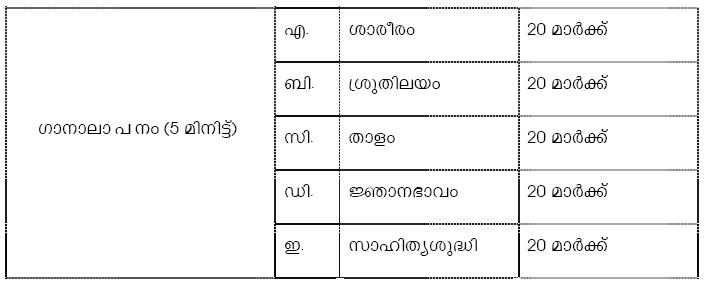 എ. ശാരീരം 20 മാർക്ക്
ബി. ശ്രുതിലയം 20 മാർക്ക്
ഗാനാലാ പ നം (5 മിനിട്ട്) സി. താളം 20 മാർക്ക്
ഡി. ജ്ഞാനഭാവം 20 മാർക്ക്
ഇ. സാഹിത്യശുദ്ധി 20 മാർക്ക്